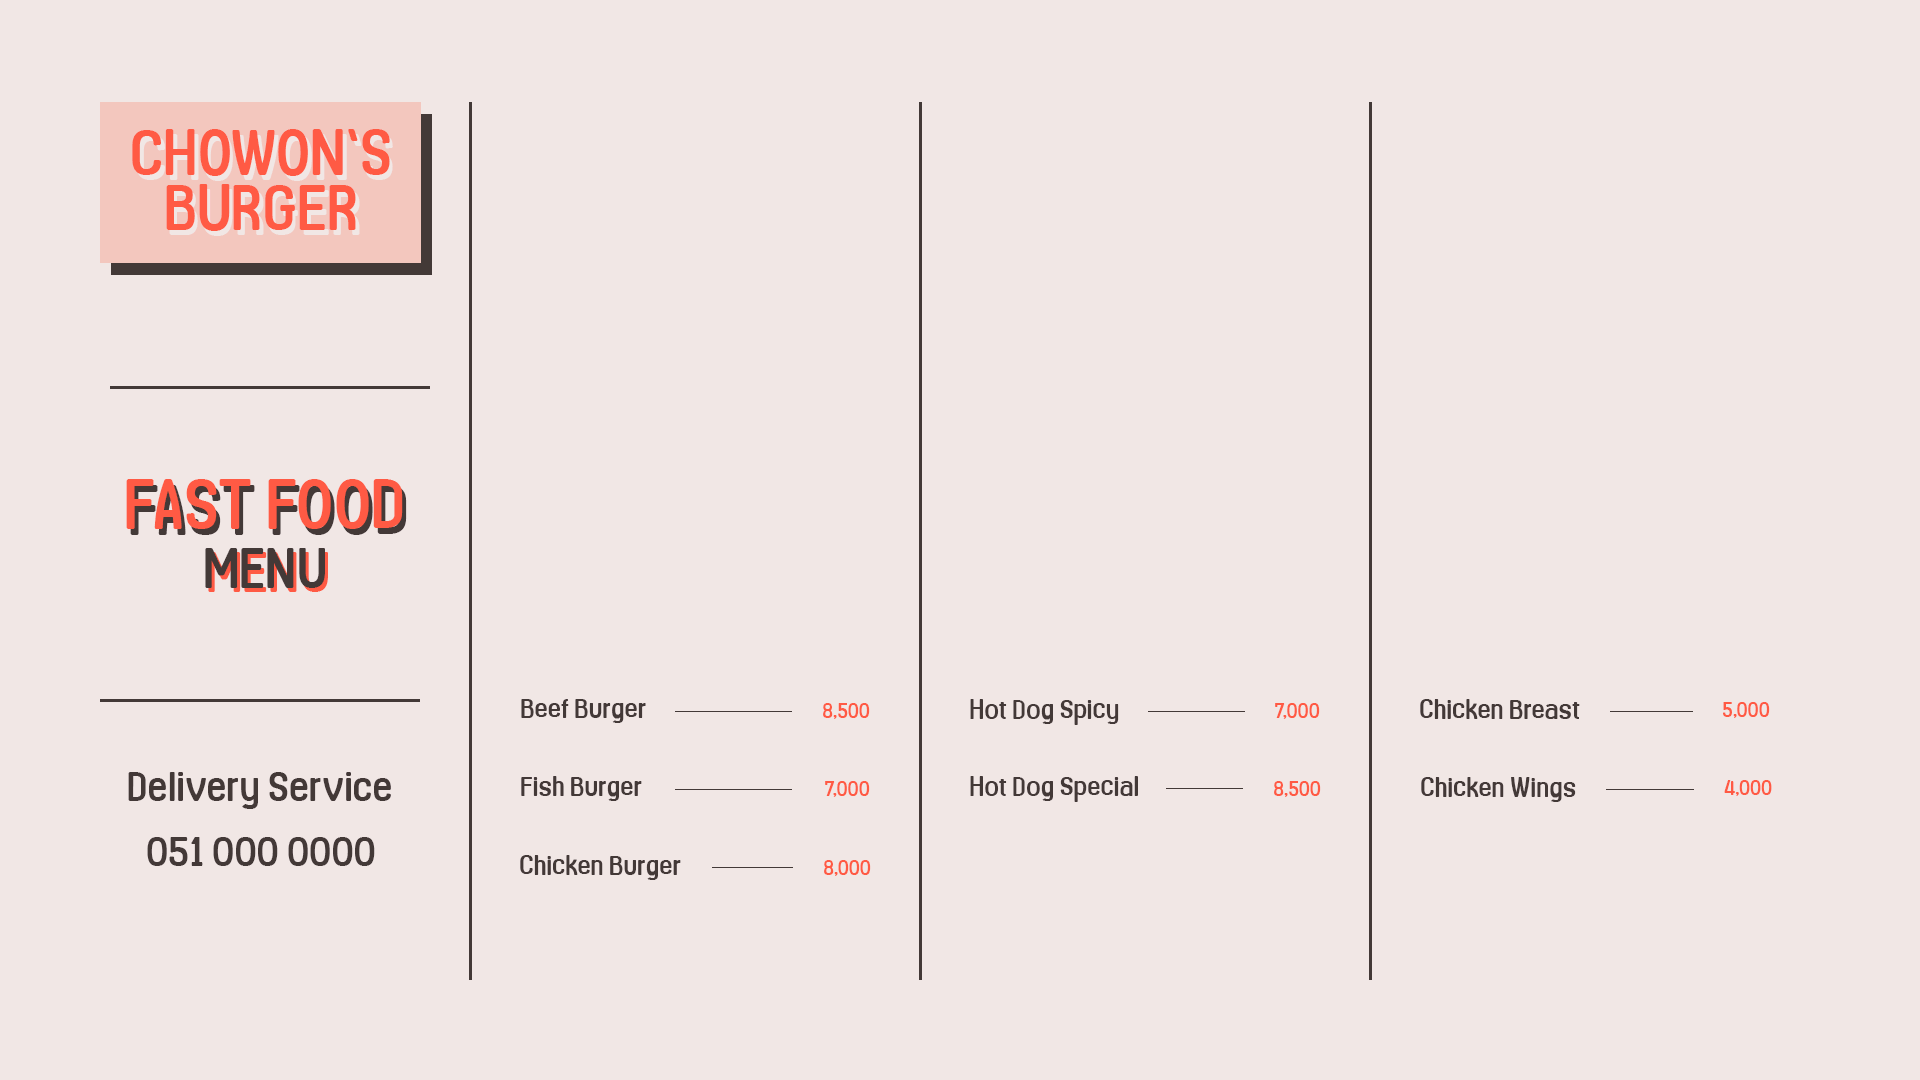 CHOWON`S
BURGER
FAST FOOD
MENU
Delivery Service
051 000 0000
Beef Burger 8,500
Fish Burger 7,000
Chicken Burger 8,000
Hot Dog Spicy 7,000
Hot Dog Special 8,500
Chicken Breast 5,000
Chicken Wings 4,000